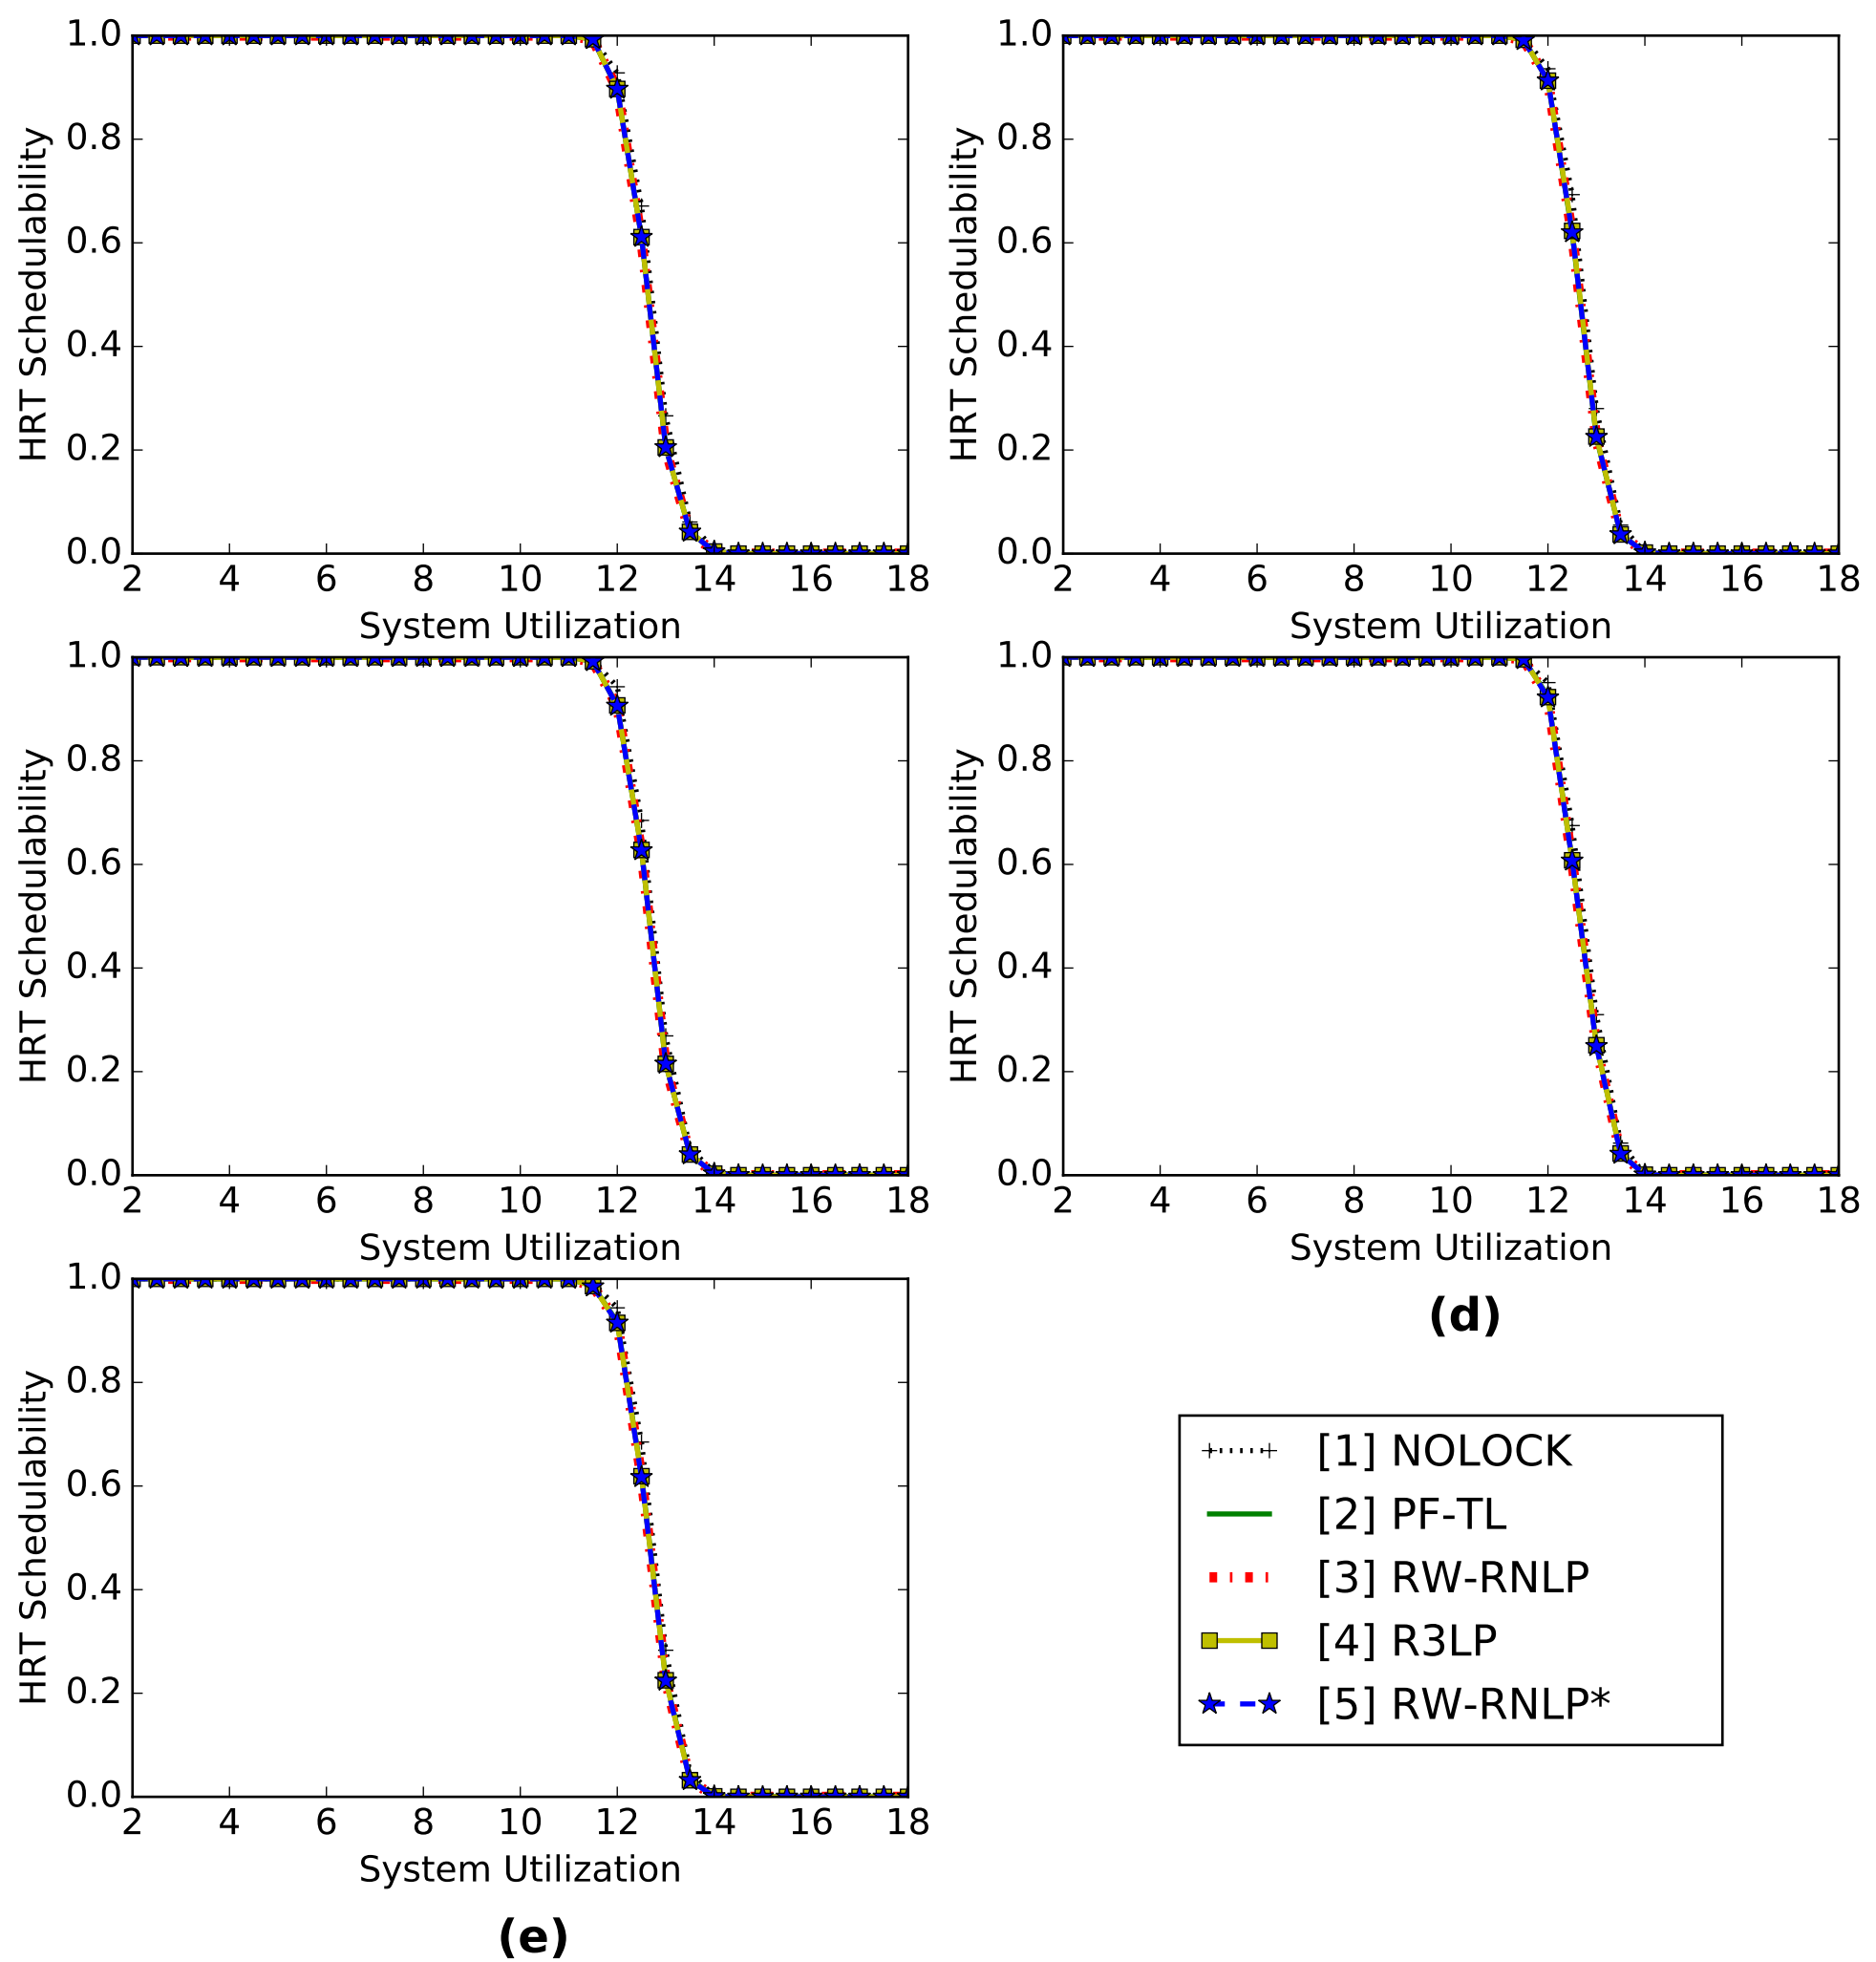 1.0
0.8
0.6
0.4
0.2
0.0
HRT Schedulability
2 4 6 8 10 12 14 16 18
System Utilization
1.0
0.8
0.6
0.4
0.2
0.0
HRT Schedulability
2 4 6 8 10 12 14 16 18
System Utilization
1.0
0.8
0.6
0.4
0.2
0.0
HRT Schedulability
2 4 6 8 10 12 14 16 18
System Utilization
1.0
0.8
0.6
0.4
0.2
0.0
HRT Schedulability
2 4 6 8 10 12 14 16 18
System Utilization
(d)
1.0
0.8
0.6
0.4
0.2
0.0
HRT Schedulability
2 4 6 8 10 12 14 16 18
System Utilization
(e)
[1] NOLOCK
[2] PF-TL
[3] RW-RNLP
[4] R3LP
[5] RW-RNLP*